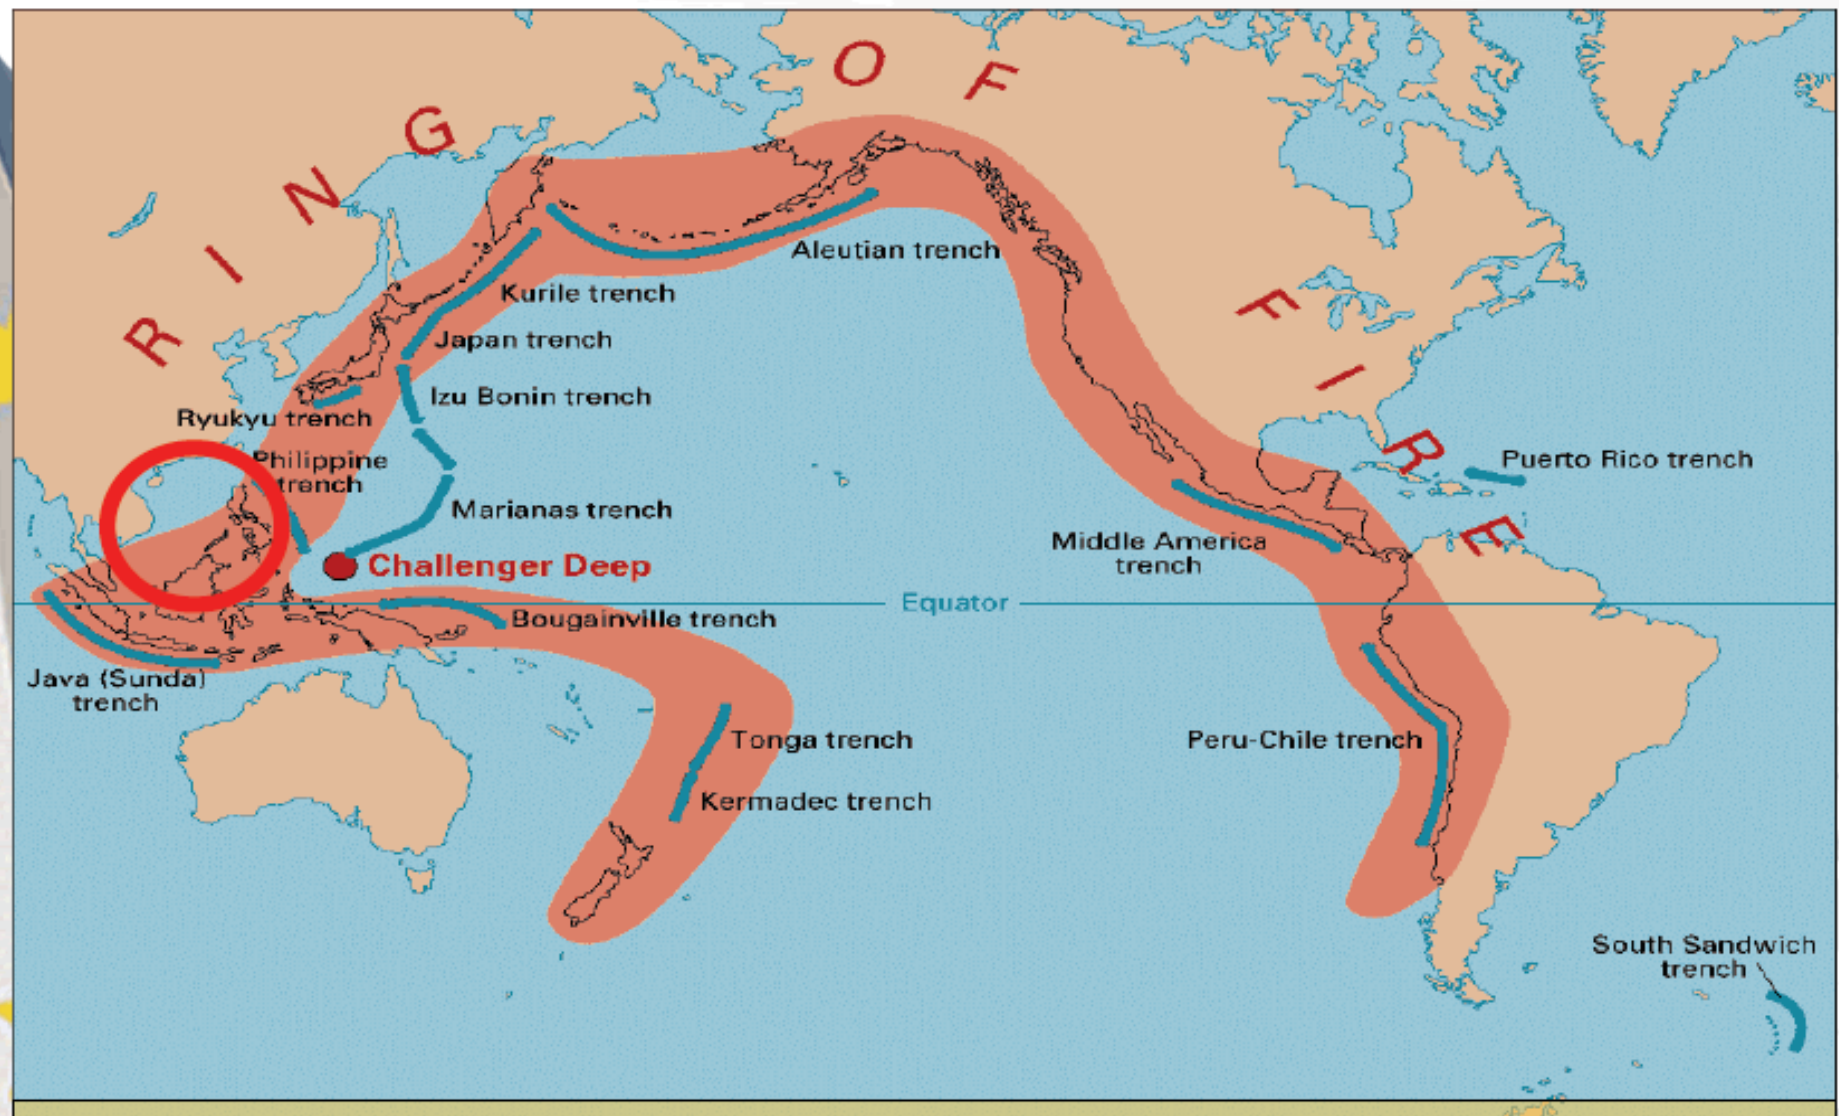 RING OF FIRE
Aleutian trench
Kurile trench
Japan trench
Izu Bonin trench
Ryukyu trench
Philippine
trench
Marianas trench
Challenger Deep
Puerto Rico trench
Middle America
trench
Equator
Bougainville trench
Java (Sunda)
trench
Tonga trench
Kermadec trench
Peru-Chile trench
South Sandwich
trench